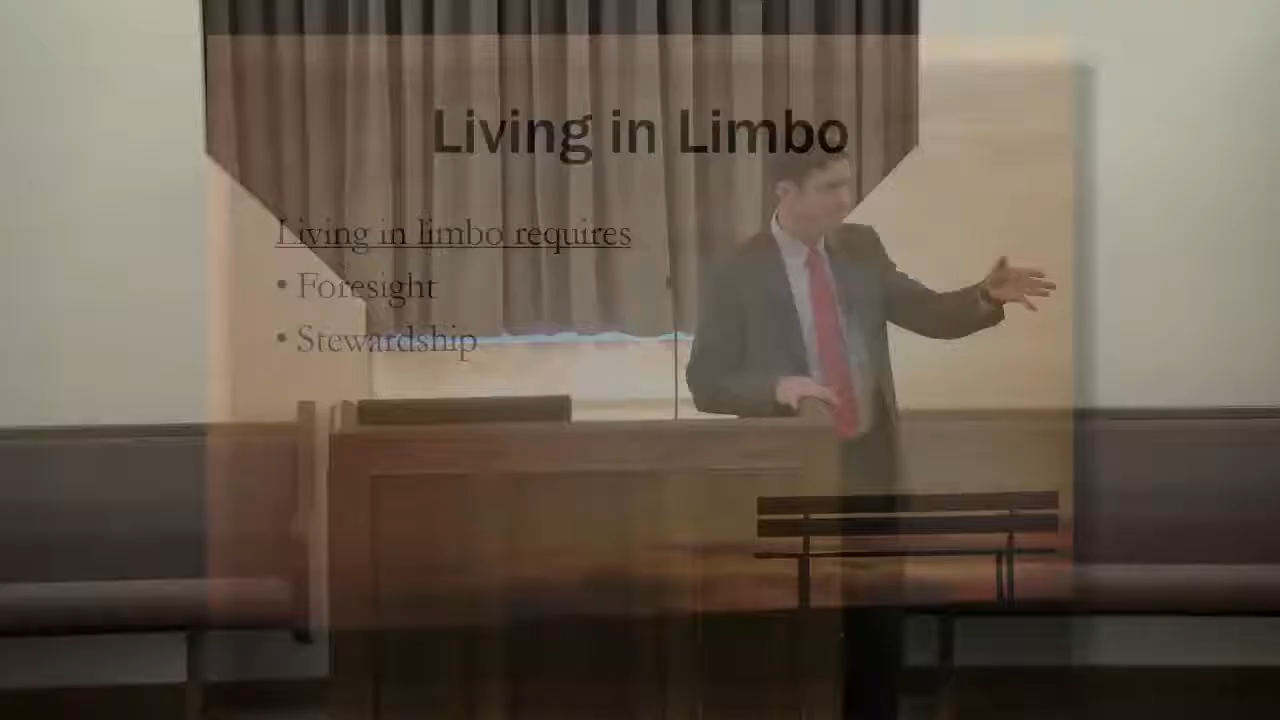 Living in Limbo
Living in limbo requires
• Foresight
• Stewardship